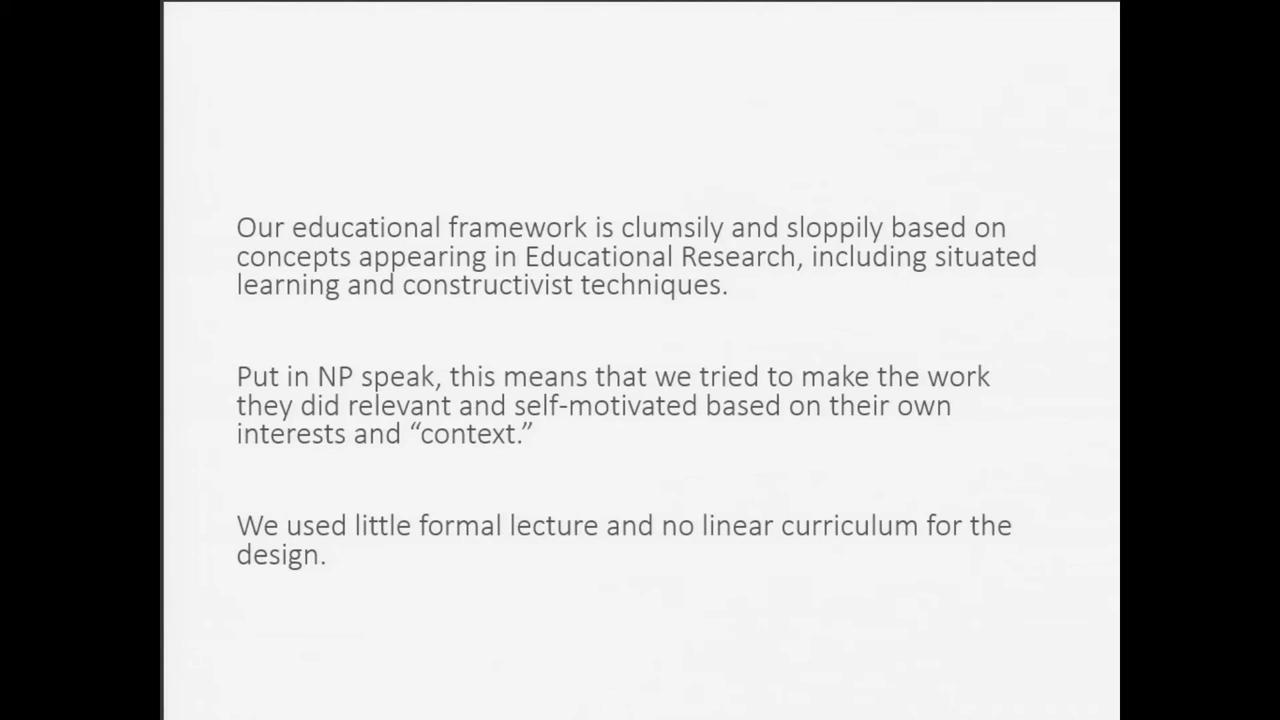 Our educational framework is clumsily and sloppily based on
concepts appearing in Educational Research, including situated
learning and constructivist techniques.
Put in NP speak, this means that we tried to make the work
they did relevant and self-motivated based on their own
interests and “context.”
We used little formal lecture and no linear curriculum for the
design.